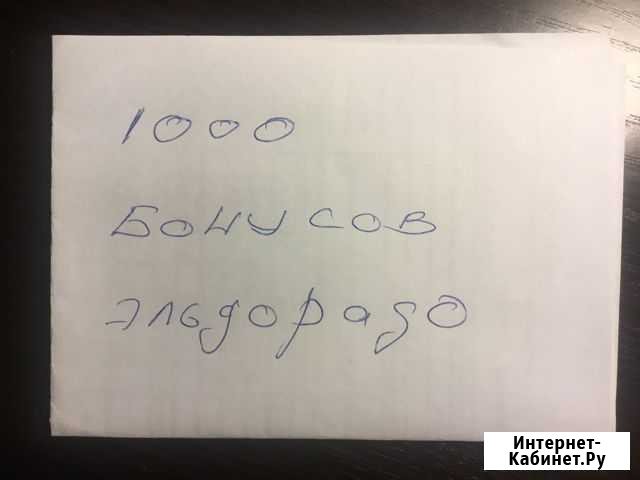 1000
Бонусов
Эльдорадо
Интернет-
Кабинет.Ру